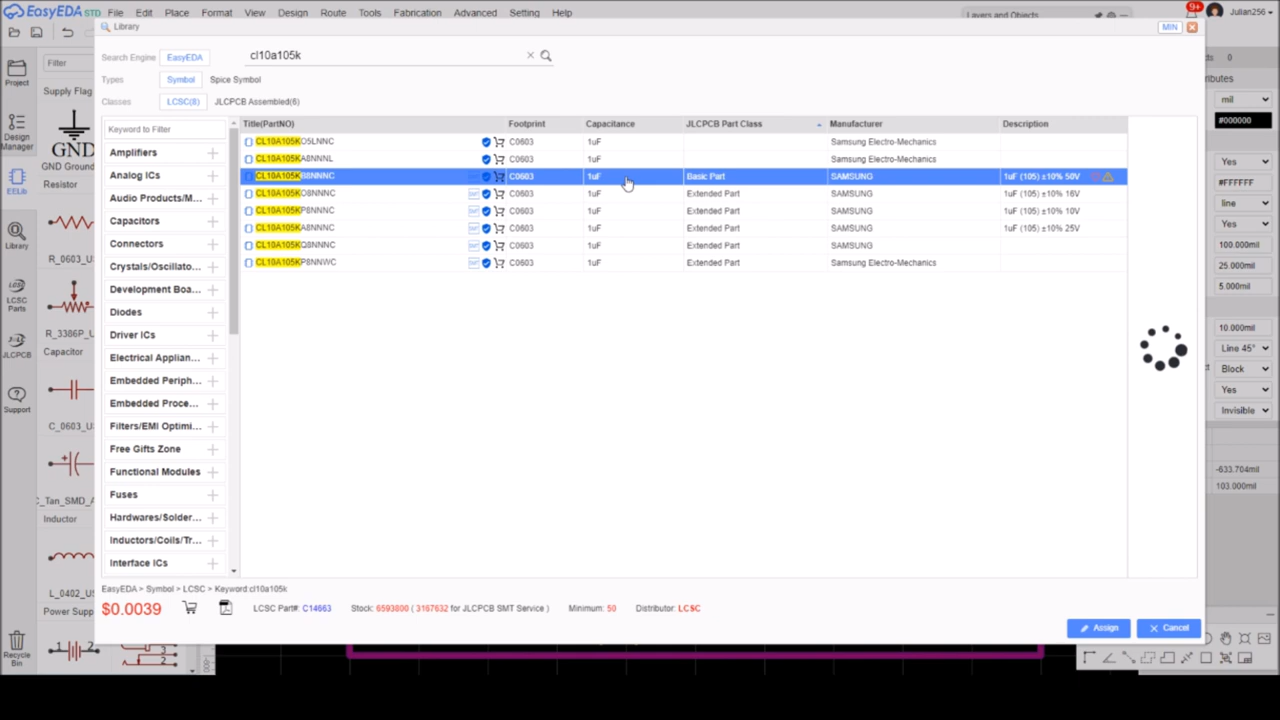 EasyEDA STD File Edit Place Format View Design Route Tools Fabrication Advanced Setting Help
Layers and Objects 9+ Julian256
Library MIN
Search Engine EasyEDA cl10a105k
Types Symbol Spice Symbol
Classes LCSC(8) JLCPCB Assembled(6)
Project
Design Manager
EELib
Library
LCSC Parts
JLCPCB
Support
Recycle Bin
Filter
Supply Flag
GND
GND Ground
Resistor
R_0603_U
R_3386P_U
Capacitor
C_0603_U
C_Tan_SMD_A
Inductor
L_0402_US
Power Supp
1 2
Keyword to Filter
Amplifiers
Analog ICs
Audio Products/M...
Capacitors
Connectors
Crystals/Oscillato...
Development Boa...
Diodes
Driver ICs
Electrical Applian...
Embedded Periph...
Embedded Proce...
Filters/EMI Optimi...
Free Gifts Zone
Functional Modules
Fuses
Hardwares/Solder...
Inductors/Coils/Tr...
Interface ICs
Title(PartNO) Footprint Capacitance JLCPCB Part Class Manufacturer Description
CL10A105KO5LNNC C0603 1uF Samsung Electro-Mechanics
CL10A105KA8NNNL C0603 1uF Samsung Electro-Mechanics
CL10A105KB8NNNC C0603 1uF Basic Part SAMSUNG 1uF (105) ±10% 50V
CL10A105KO8NNNC C0603 1uF Extended Part SAMSUNG 1uF (105) ±10% 16V
CL10A105KP8NNNC C0603 1uF Extended Part SAMSUNG 1uF (105) ±10% 10V
CL10A105KA8NNNC C0603 1uF Extended Part SAMSUNG 1uF (105) ±10% 25V
CL10A105KQ8NNNC C0603 1uF Extended Part SAMSUNG
CL10A105KP8NNWC C0603 1uF Extended Part Samsung Electro-Mechanics
EasyEDA > Symbol > LCSC > Keyword:cl10a105k
$0.0039 LCSC Part#: C14663 Stock: 6593800 ( 3167632 for JLCPCB SMT Service ) Minimum: 50 Distributor: LCSC
Assign Cancel
0
ributes
mil
#000000
Yes
#FFFFFF
line
Yes
100.000mil
25.000mil
5.000mil
10.000mil
Line 45°
Block
Yes
Invisible
-633.704mil
103.000mil